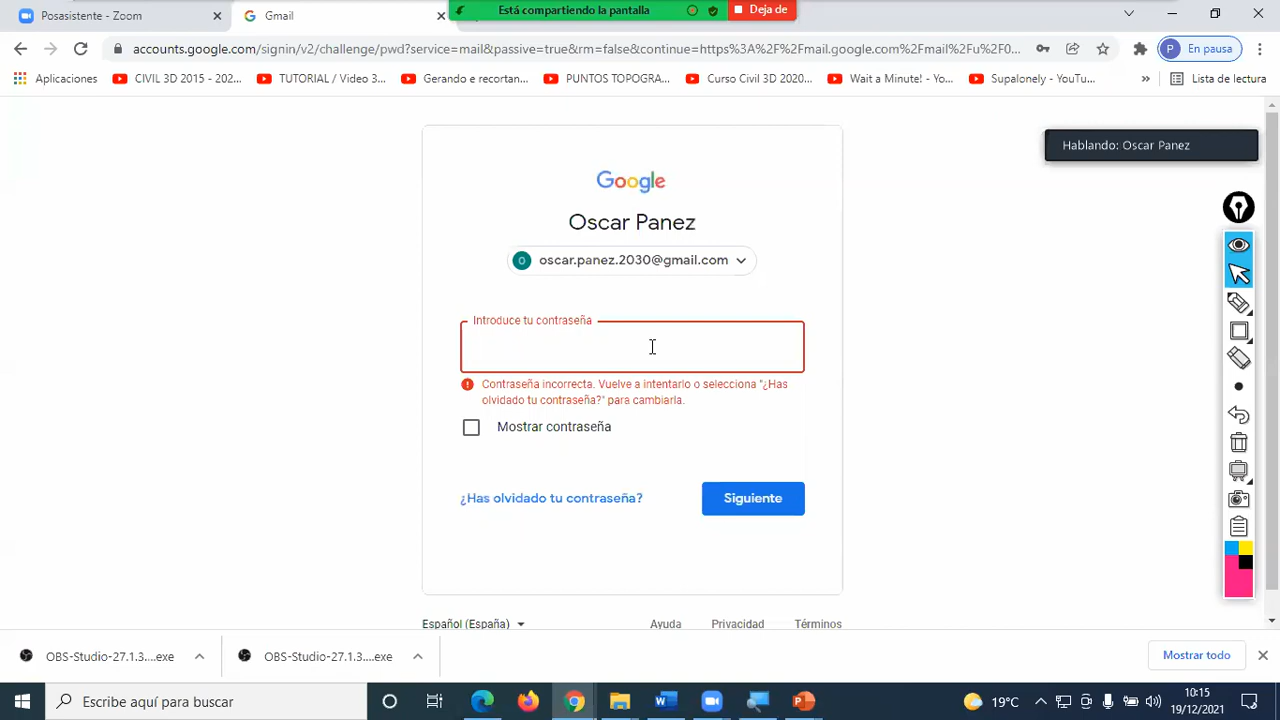 Posasistente - Zoom
Gmail
Está compartiendo la pantalla
Deja de
accounts.google.com/signin/v2/challenge/pwd?service=mail&passive=true&rm=false&continue=https%3A%2F%2Fmail.google.com%2Fmail%2Fu%2F0...
P En pausa
Aplicaciones
CIVIL 3D 2015 - 202...
TUTORIAL / Video 3...
Gerando e recortan...
PUNTOS TOPOGRA...
Curso Civil 3D 2020...
Wait a Minute! - Yo...
Supalonely - YouTu...
»
Lista de lectura
Hablando: Oscar Panez
Google
Oscar Panez
O oscar.panez.2030@gmail.com
Introduce tu contraseña
Contraseña incorrecta. Vuelve a intentarlo o selecciona "¿Has
olvidado tu contraseña?" para cambiarla.
Mostrar contraseña
¿Has olvidado tu contraseña?
Siguiente
Español (España)
Ayuda
Privacidad
Términos
OBS-Studio-27.1.3....exe
OBS-Studio-27.1.3....exe
Mostrar todo
Escribe aquí para buscar
19°C
10:15
19/12/2021